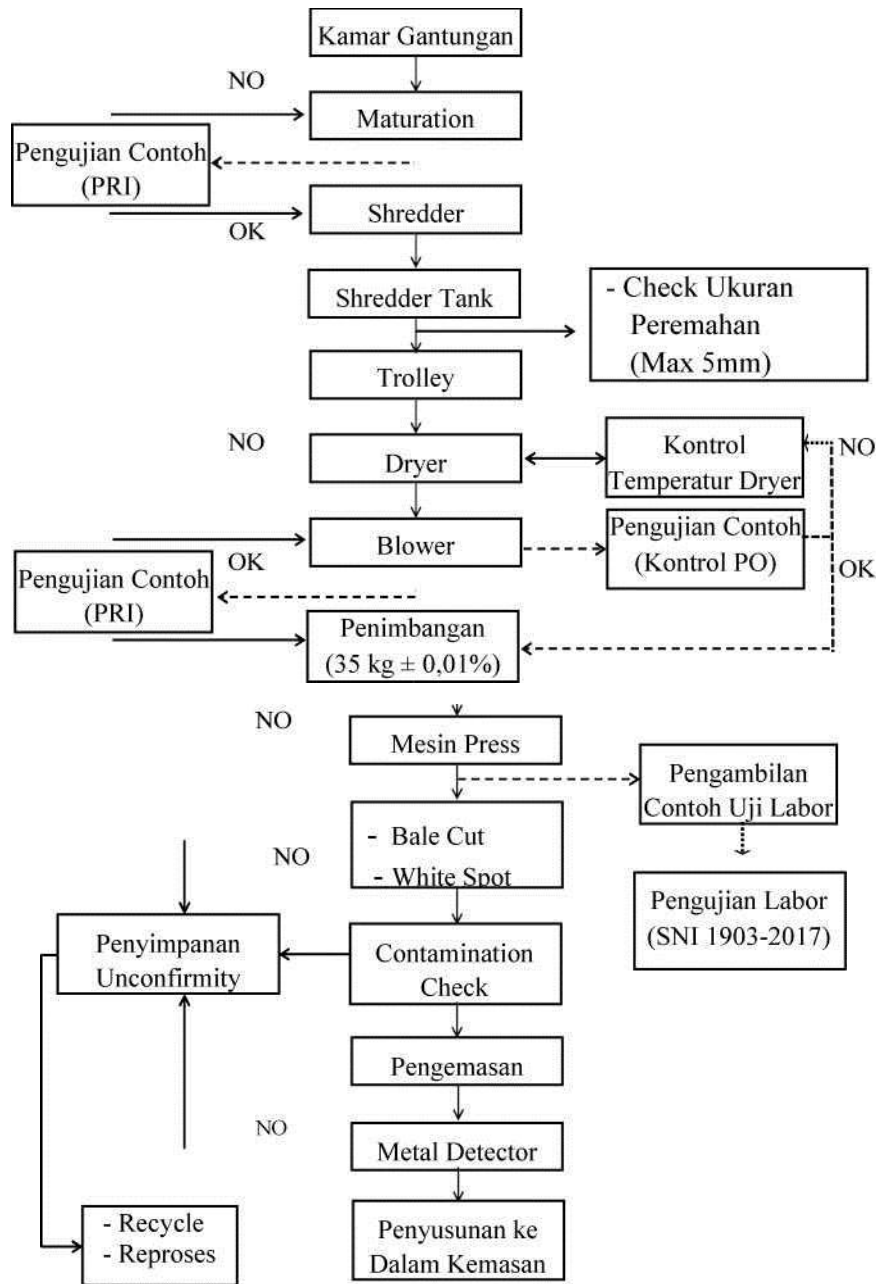 Kamar Gantungan
NO
Maturation
Pengujian Contoh
(PRI)
Shredder
OK
Shredder Tank
- Check Ukuran
Peremahan
(Max 5mm)
Trolley
NO
Dryer
Kontrol
Temperatur Dryer
NO
Blower
Pengujian Contoh
(Kontrol PO)
OK
OK
Pengujian Contoh
(PRI)
Penimbangan
(35 kg ± 0,01%)
NO
Mesin Press
Pengambilan
Contoh Uji Labor
- Bale Cut
- White Spot
NO
Pengujian Labor
(SNI 1903-2017)
Penyimpanan
Unconfirmity
Contamination
Check
Pengemasan
NO
Metal Detector
- Recycle
- Reproses
Penyusunan ke
Dalam Kemasan